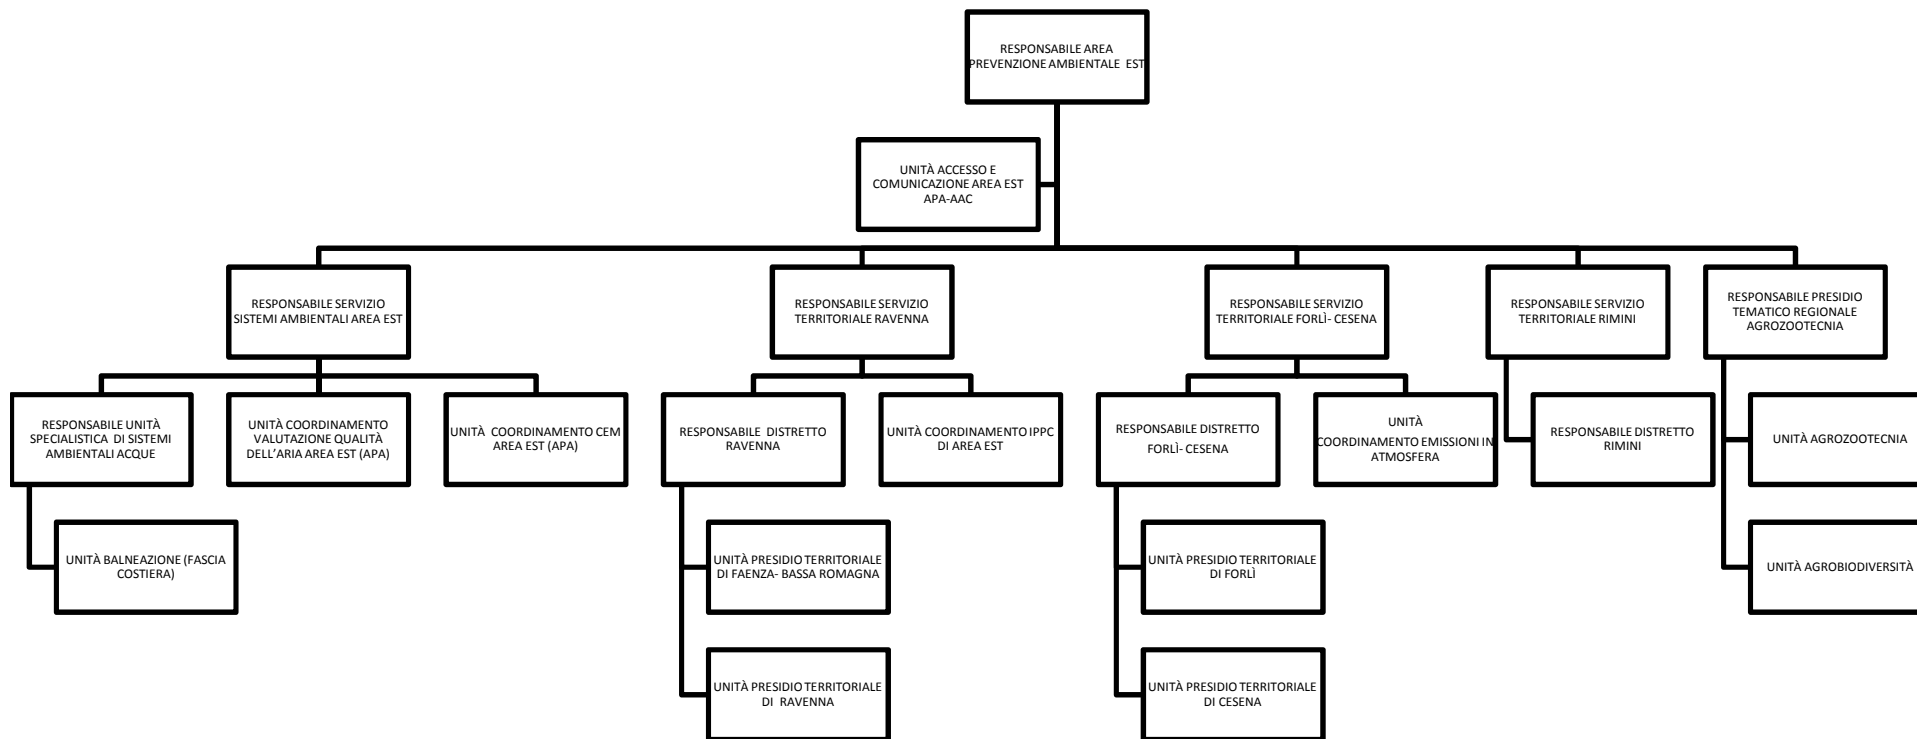 RESPONSABILE AREA
PREVENZIONE AMBIENTALE EST
UNITÀ ACCESSO E
COMUNICAZIONE AREA EST
APA-AAC
RESPONSABILE SERVIZIO
SISTEMI AMBIENTALI AREA EST
RESPONSABILE SERVIZIO
TERRITORIALE RAVENNA
RESPONSABILE SERVIZIO
TERRITORIALE FORLÌ- CESENA
RESPONSABILE SERVIZIO
TERRITORIALE RIMINI
RESPONSABILE PRESIDIO
TEMATICO REGIONALE
AGROZOOTECNIA
RESPONSABILE UNITÀ
SPECIALISTICA DI SISTEMI
AMBIENTALI ACQUE
UNITÀ COORDINAMENTO
VALUTAZIONE QUALITÀ
DELL'ARIA AREA EST (APA)
UNITÀ COORDINAMENTO CEM
AREA EST (APA)
RESPONSABILE DISTRETTO
RAVENNA
UNITÀ COORDINAMENTO IPPC
DI AREA EST
RESPONSABILE DISTRETTO
FORLÌ- CESENA
UNITÀ
COORDINAMENTO EMISSIONI IN
ATMOSFERA
RESPONSABILE DISTRETTO
RIMINI
UNITÀ AGROZOOTECNIA
UNITÀ BALNEAZIONE (FASCIA
COSTIERA)
UNITÀ PRESIDIO TERRITORIALE
DI FAENZA- BASSA ROMAGNA
UNITÀ PRESIDIO TERRITORIALE
DI FORLÌ
UNITÀ AGROBIODIVERSITÀ
UNITÀ PRESIDIO TERRITORIALE
DI RAVENNA
UNITÀ PRESIDIO TERRITORIALE
DI CESENA